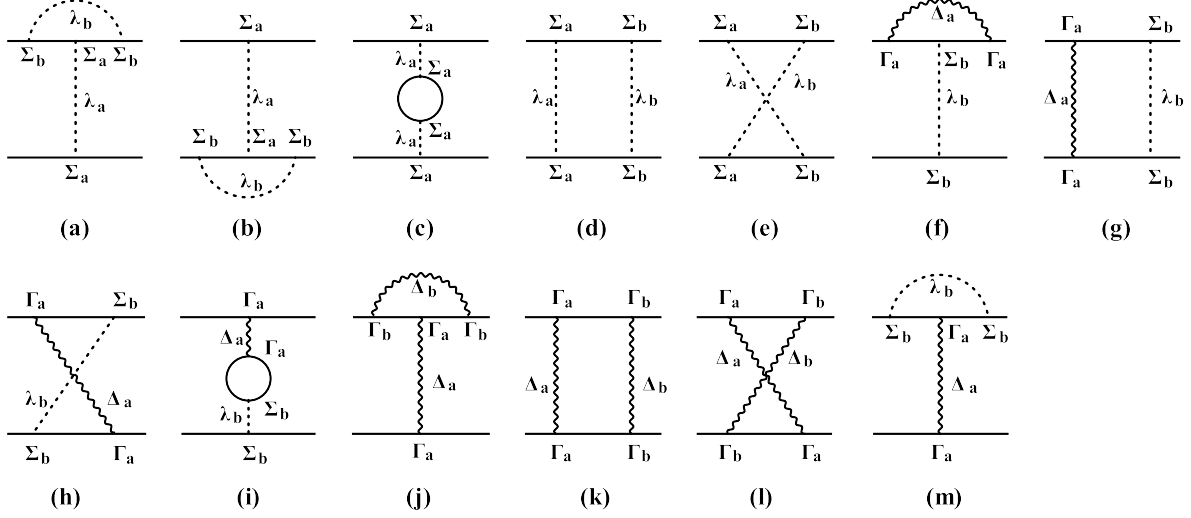 λb
Σb Σa Σb
λa
Σa
(a)
Σa
λa
Σb Σa Σb
λb
(b)
Σa
λa Σa
λa Σa
Σa
(c)
Σa Σb
λa λb
Σa Σb
(d)
Σa Σb
λa λb
Σa Σb
(e)
Δa
Γa Σb Γa
λb
Σb
(f)
Γa Σb
Δa λb
Γa Σb
(g)
Γa Σb
λb Δa
Σb Γa
(h)
Γa
Δa Γa
λb Σb
Σb
(i)
Δb
Γb Γa Γb
Δa
Γa
(j)
Γa Γb
Δa Δb
Γa Γb
(k)
Γa Γb
Δa Δb
Γb Γa
(l)
λb
Σb Γa Σb
Δa
Γa
(m)